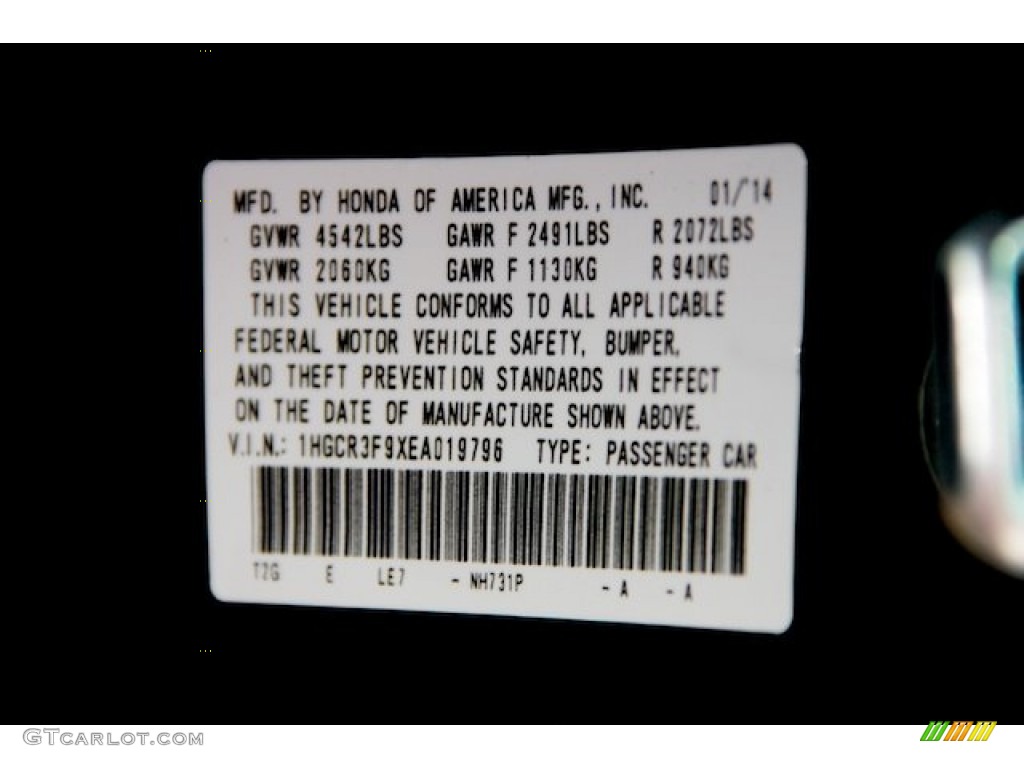 MFD. BY HONDA OF AMERICA MFG., INC. 01/14
GVWR 4542LBS GAWR F 2491LBS R 2072LBS
GVWR 2060KG GAWR F 1130KG R 940KG
THIS VEHICLE CONFORMS TO ALL APPLICABLE
FEDERAL MOTOR VEHICLE SAFETY, BUMPER,
AND THEFT PREVENTION STANDARDS IN EFFECT
ON THE DATE OF MANUFACTURE SHOWN ABOVE.
V.I.N.: 1HGCR3F9XEA019796 TYPE: PASSENGER CAR
T2G E LE7 - NH731P - A - A
GTCARLOT.COM